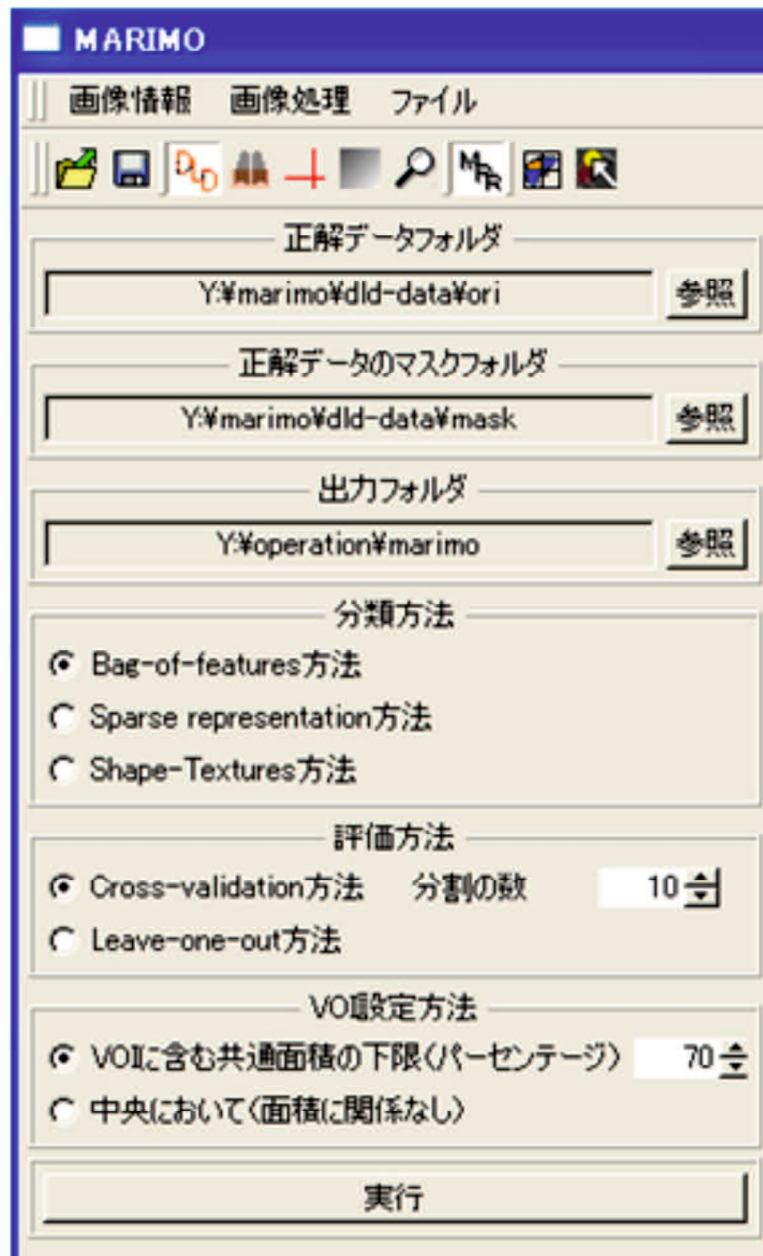 MARIMO
画像情報 画像処理 ファイル
DLD MPR
正解データフォルダ
Y:¥marimo¥dld-data¥ori 参照
正解データのマスクフォルダ
Y:¥marimo¥dld-data¥mask 参照
出力フォルダ
Y:¥operation¥marimo 参照
分類方法
Bag-of-features方法
Sparse representation方法
Shape-Textures方法
評価方法
Cross-validation方法 分割の数 10
Leave-one-out方法
VOI設定方法
VOIに含む共通面積の下限(パーセンテージ) 70
中央において(面積に関係なし)
実行